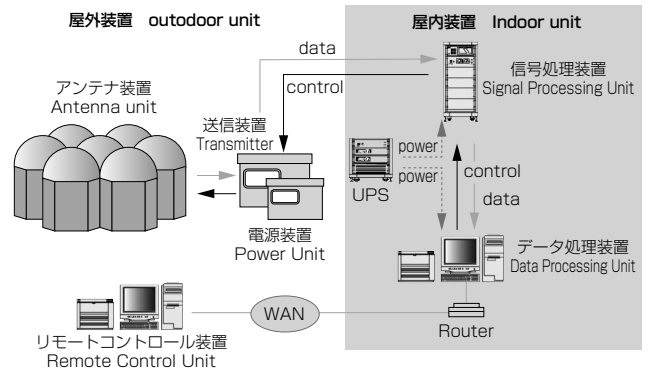 屋外装置 outodoor unit
屋内装置 Indoor unit
data
control
アンテナ装置
Antenna unit
送信装置
Transmitter
信号処理装置
Signal Processing Unit
power
power
UPS
control
data
電源装置
Power Unit
データ処理装置
Data Processing Unit
WAN
Router
リモートコントロール装置
Remote Control Unit